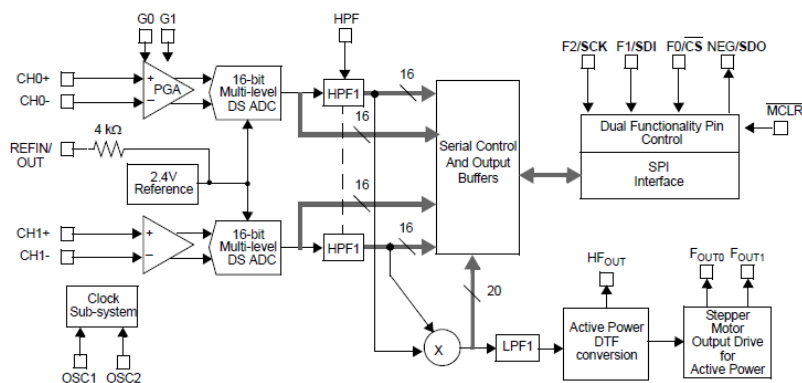 G0 G1
HPF
F2/SCK F1/SDI F0/CS NEG/SDO
CH0+
CH0-
+
−
PGA
16-bit
Multi-level
DS ADC
HPF1
16
16
Serial Control
And Output
Buffers
Dual Functionality Pin
Control
SPI
Interface
MCLR
REFIN/
OUT
4 kΩ
2.4V
Reference
CH1+
CH1-
+
−
16-bit
Multi-level
DS ADC
HPF1
16
16
20
Clock
Sub-system
OSC1 OSC2
X
LPF1
HFOUT
Active Power
DTF
conversion
FOUT0 FOUT1
Stepper
Motor
Output Drive
for
Active Power